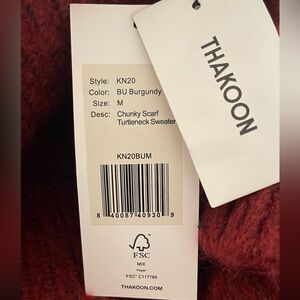 Style: KN20
Color: BU Burgundy
Size: M
Desc: Chunky Scarf
Turtleneck Sweater
KN20BUM
8 40087 40930 9
FSC
MIX
Paper
FSC® C117785
THAKOON.COM
THAKOON